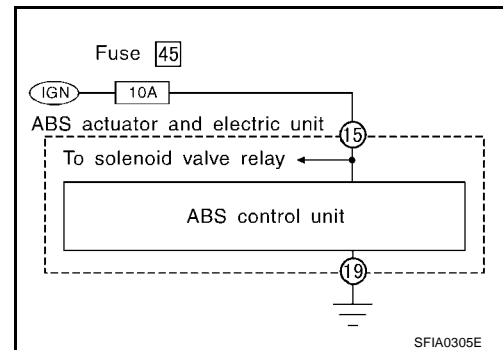 Fuse 45
IGN 10A
ABS actuator and electric unit 15
To solenoid valve relay
ABS control unit
19
SFIA0305E